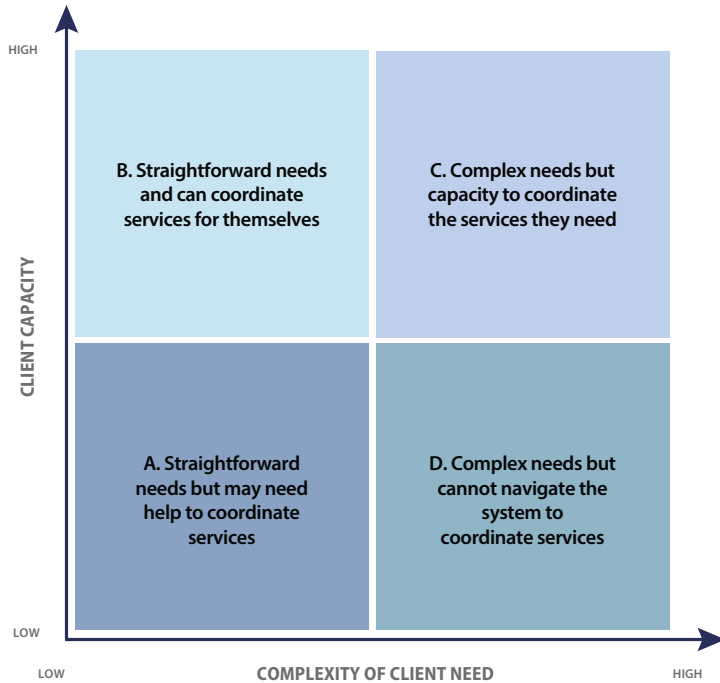 HIGH
B. Straightforward needs
and can coordinate
services for themselves
C. Complex needs but
capacity to coordinate
the services they need
CLIENT CAPACITY
A. Straightforward
needs but may need
help to coordinate
services
D. Complex needs but
cannot navigate the
system to
coordinate services
LOW
LOW
COMPLEXITY OF CLIENT NEED
HIGH